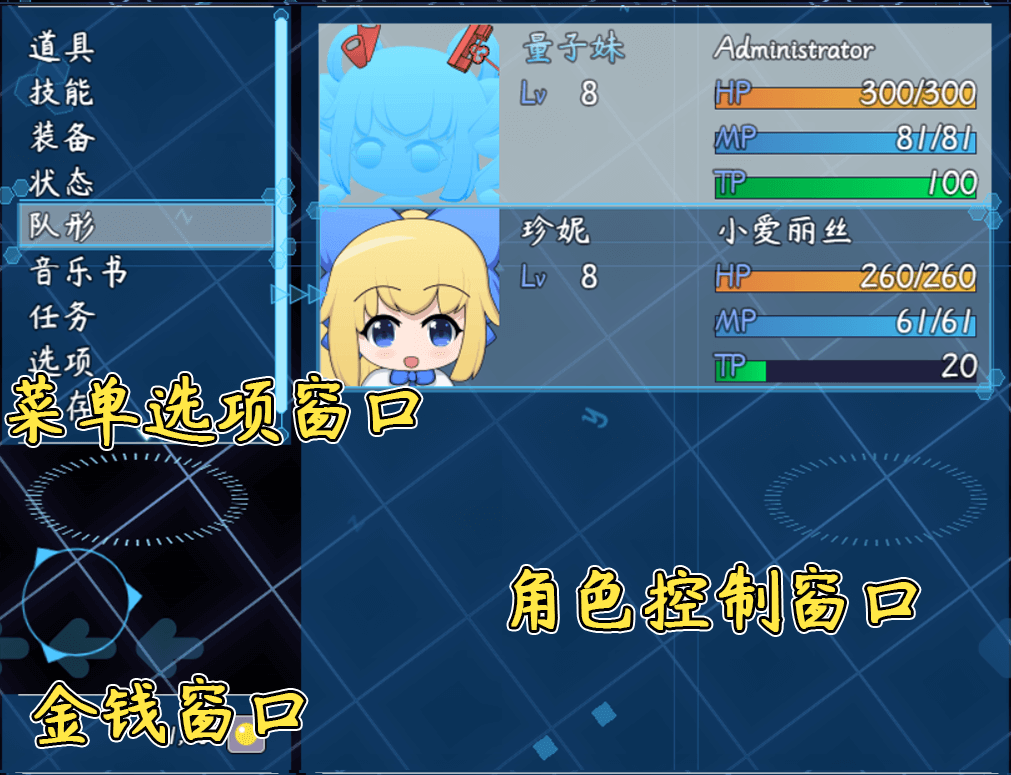 道具
技能
装备
状态
队形
音乐书
任务
选项
存
菜单选项窗口
量子妹
Lv 8
Administrator
HP 300/300
MP 81/81
TP 100
珍妮
Lv 8
小爱丽丝
HP 260/260
MP 61/61
TP 20
角色控制窗口
金钱窗口